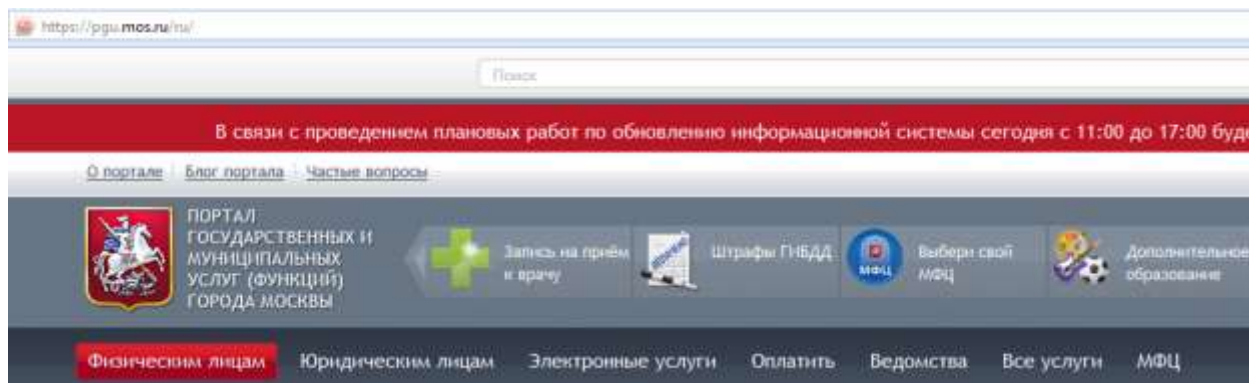 https://pgu.mos.ru/ru/
Поиск
В связи с проведением плановых работ по обновлению информационной системы сегодня с 11:00 до 17:00 буде
О портале Блог портала Частые вопросы
ПОРТАЛ
ГОСУДАРСТВЕННЫХ И
МУНИЦИПАЛЬНЫХ
УСЛУГ (ФУНКЦИЙ)
ГОРОДА МОСКВЫ
Запись на приём
к врачу
Штрафы ГИБДД
МФЦ
Выбери свой
МФЦ
Дополнительное
образование
Физическим лицам Юридическим лицам Электронные услуги Оплатить Ведомства Все услуги МФЦ